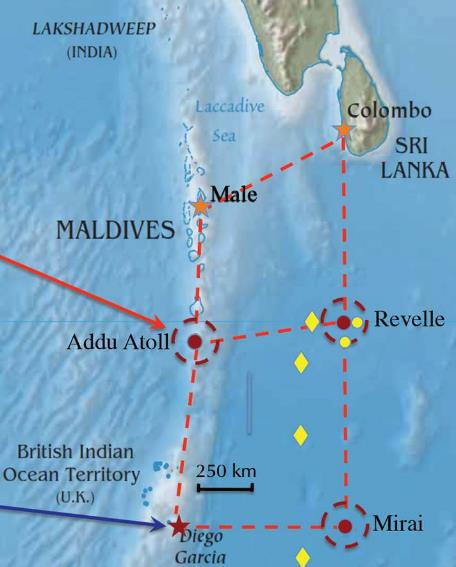 LAKSHADWEEP
(INDIA)
Laccadive
Sea
Colombo
SRI
LANKA
Male
MALDIVES
Revelle
Addu Atoll
British Indian
Ocean Territory
(U.K.)
250 km
Mirai
Diego
Garcia